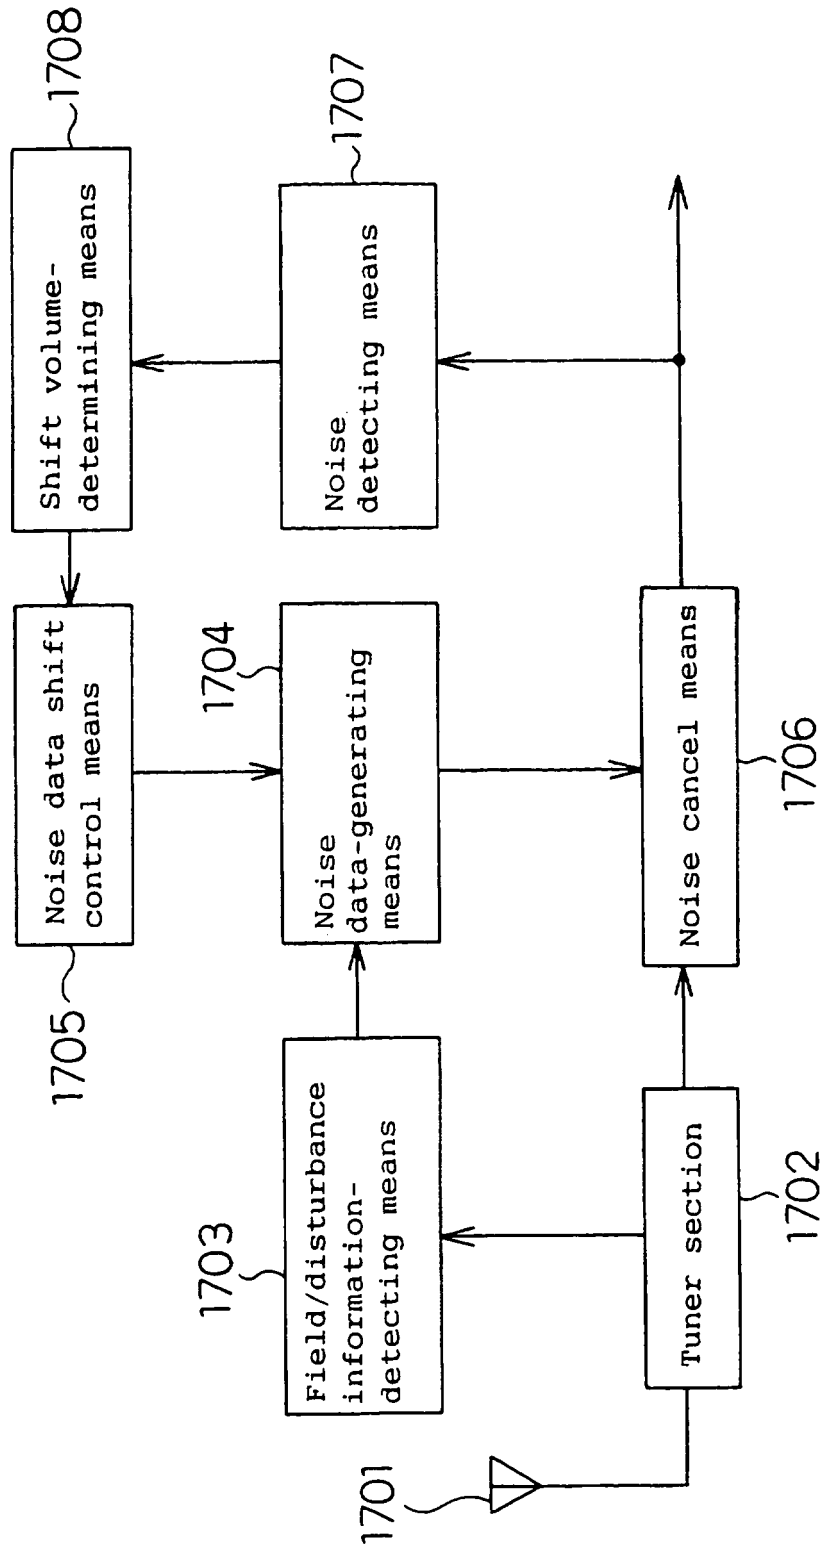 1708
Shift volume-
determining means
1705
Noise data shift
control means
1707
Noise
detecting means
1704
Noise
data-generating
means
1703
Field/disturbance
information-
detecting means
1706
Noise cancel means
1702
Tuner section
1701